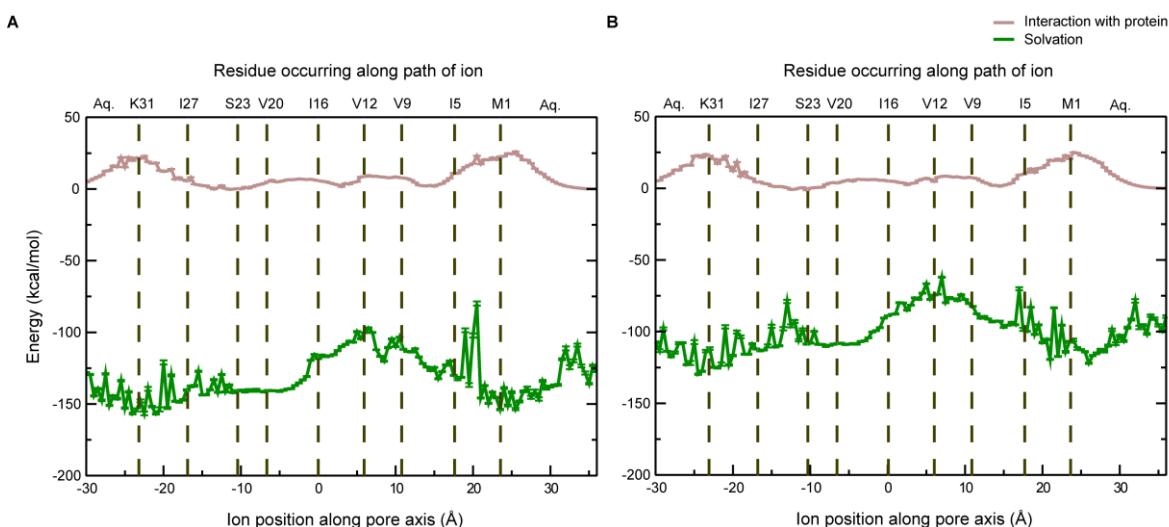 A
B
Interaction with protein
Solvation
Residue occurring along path of ion
Residue occurring along path of ion
Aq. K31 I27 S23 V20 I16 V12 V9 I5 M1 Aq.
Aq. K31 I27 S23 V20 I16 V12 V9 I5 M1 Aq.
50
0
-50
-100
-150
-200
Energy (kcal/mol)
50
0
-50
-100
-150
-200
-30 -20 -10 0 10 20 30
-30 -20 -10 0 10 20 30
Ion position along pore axis (Å)
Ion position along pore axis (Å)